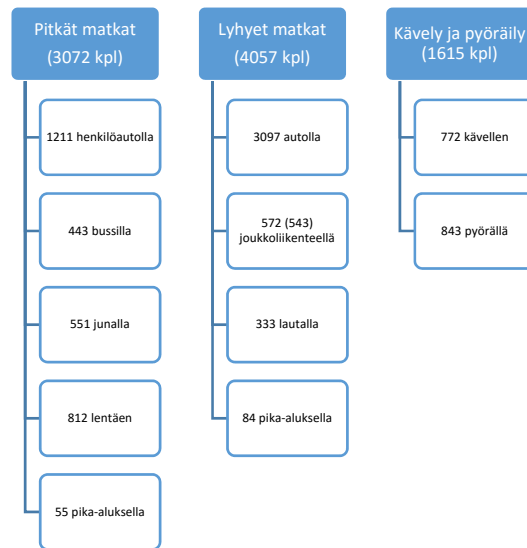 Pitkät matkat
(3072 kpl)
1211 henkilöautolla
443 bussilla
551 junalla
812 lentäen
55 pika-aluksella
Lyhyet matkat
(4057 kpl)
3097 autolla
572 (543)
joukkoliikenteellä
333 lautalla
84 pika-aluksella
Kävely ja pyöräily
(1615 kpl)
772 kävellen
843 pyörällä